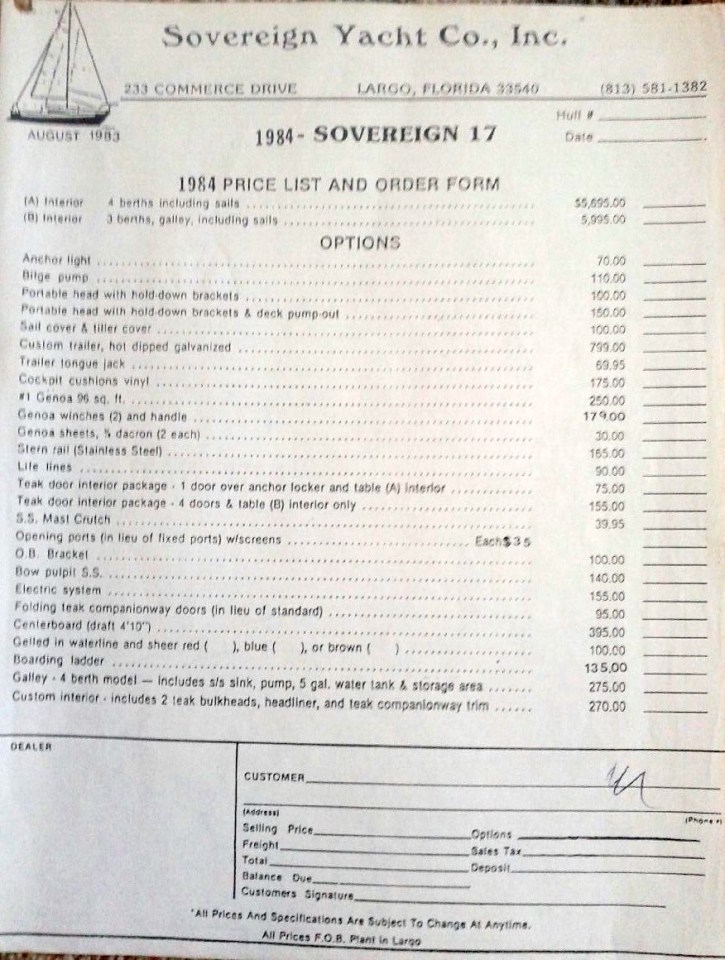 Sovereign Yacht Co., Inc.
233 COMMERCE DRIVE LARGO, FLORIDA 33540 (813) 581-1382
AUGUST 1983
1984 - SOVEREIGN 17
Hull #
Date
1984 PRICE LIST AND ORDER FORM
(A) Interior 4 berths including sails $5,695.00
(B) Interior 3 berths, galley, including sails 5,995.00
OPTIONS
Anchor light 70.00
Bilge pump 110.00
Portable head with hold-down brackets 100.00
Portable head with hold-down brackets & deck pump-out 150.00
Sail cover & tiller cover 100.00
Custom trailer, hot dipped galvanized 799.00
Trailer tongue jack 69.95
Cockpit cushions vinyl 175.00
#1 Genoa 96 sq. ft. 250.00
Genoa winches (2) and handle 179.00
Genoa sheets, dacron (2 each) 30.00
Stern rail (Stainless Steel) 165.00
Life lines 90.00
Teak door interior package - 1 door over anchor locker and table (A) interior 75.00
Teak door interior package - 4 doors & table (B) interior only 155.00
S.S. Mast Crutch 39.95
Opening ports (in lieu of fixed ports) w/screens Each $35
O.B. Bracket 100.00
Bow pulpit S.S. 140.00
Electric system 155.00
Folding teak companionway doors (in lieu of standard) 95.00
Centerboard (draft 4'10") 395.00
Gelled in waterline and sheer red ( ), blue ( ), or brown ( ) 100.00
Boarding ladder 135.00
Galley - 4 berth model — includes s/s sink, pump, 5 gal. water tank & storage area 275.00
Custom interior - includes 2 teak bulkheads, headliner, and teak companionway trim 270.00
DEALER
CUSTOMER
(Address) (Phone #)
Selling Price Options
Freight Sales Tax
Total Deposit
Balance Due
Customers Signature
*All Prices And Specifications Are Subject To Change At Anytime.
All Prices F.O.B. Plant in Largo